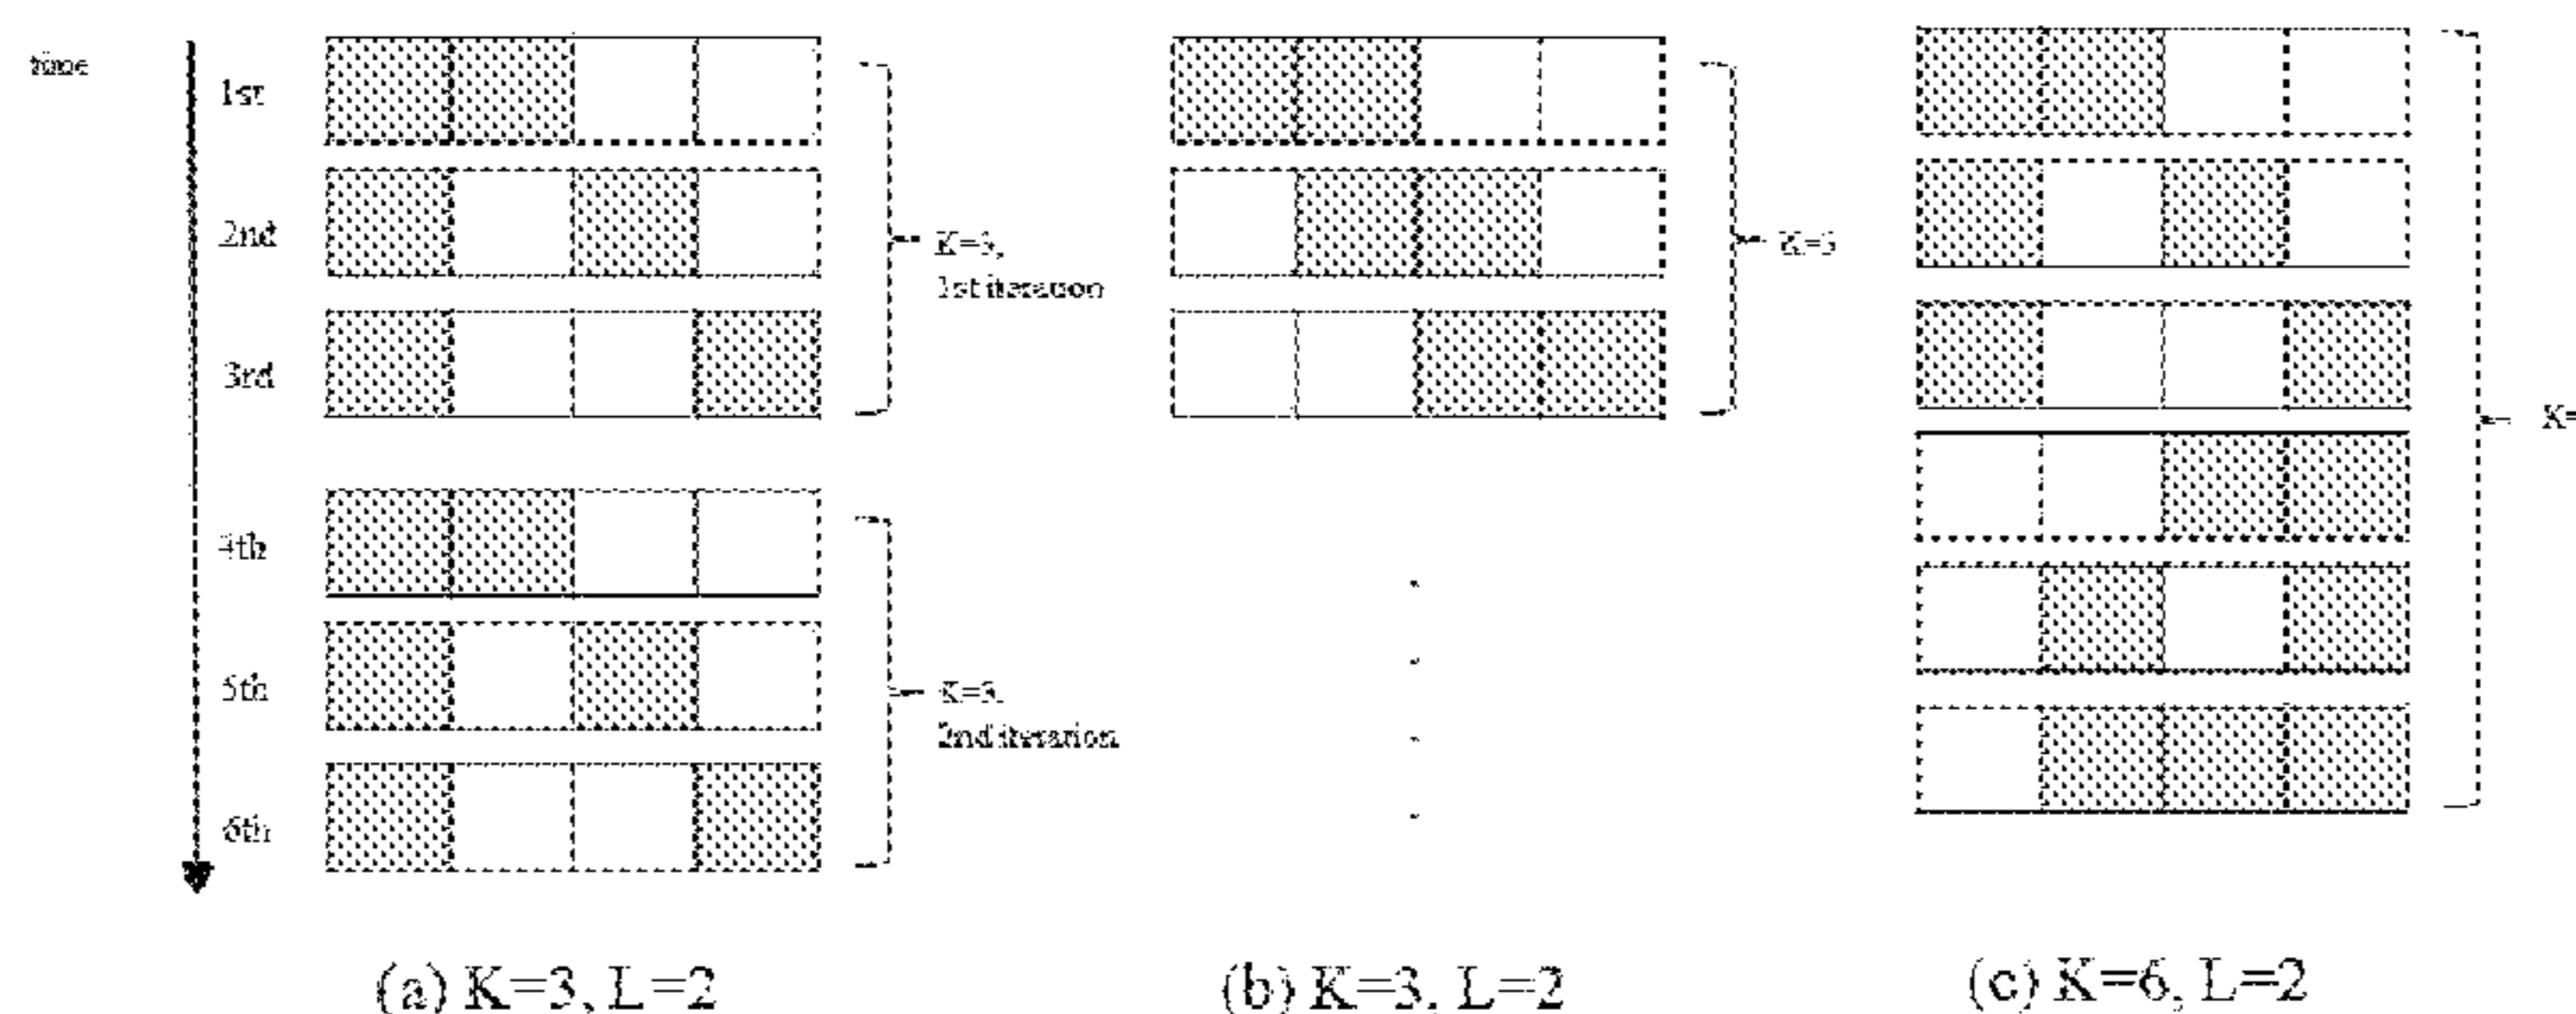 time
1st
2nd
3rd
4th
5th
6th
K=3,
1st iteration
K=3,
2nd iteration
K=3
K=
(a) K=3, L=2
(b) K=3, L=2
(c) K=6, L=2